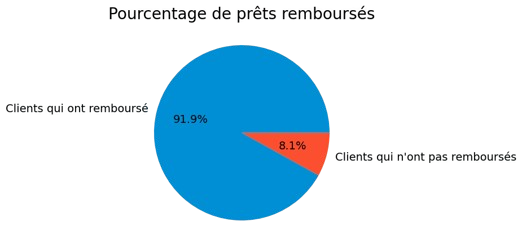 Pourcentage de prêts remboursés
Clients qui ont remboursé
91.9%
8.1%
Clients qui n'ont pas remboursés